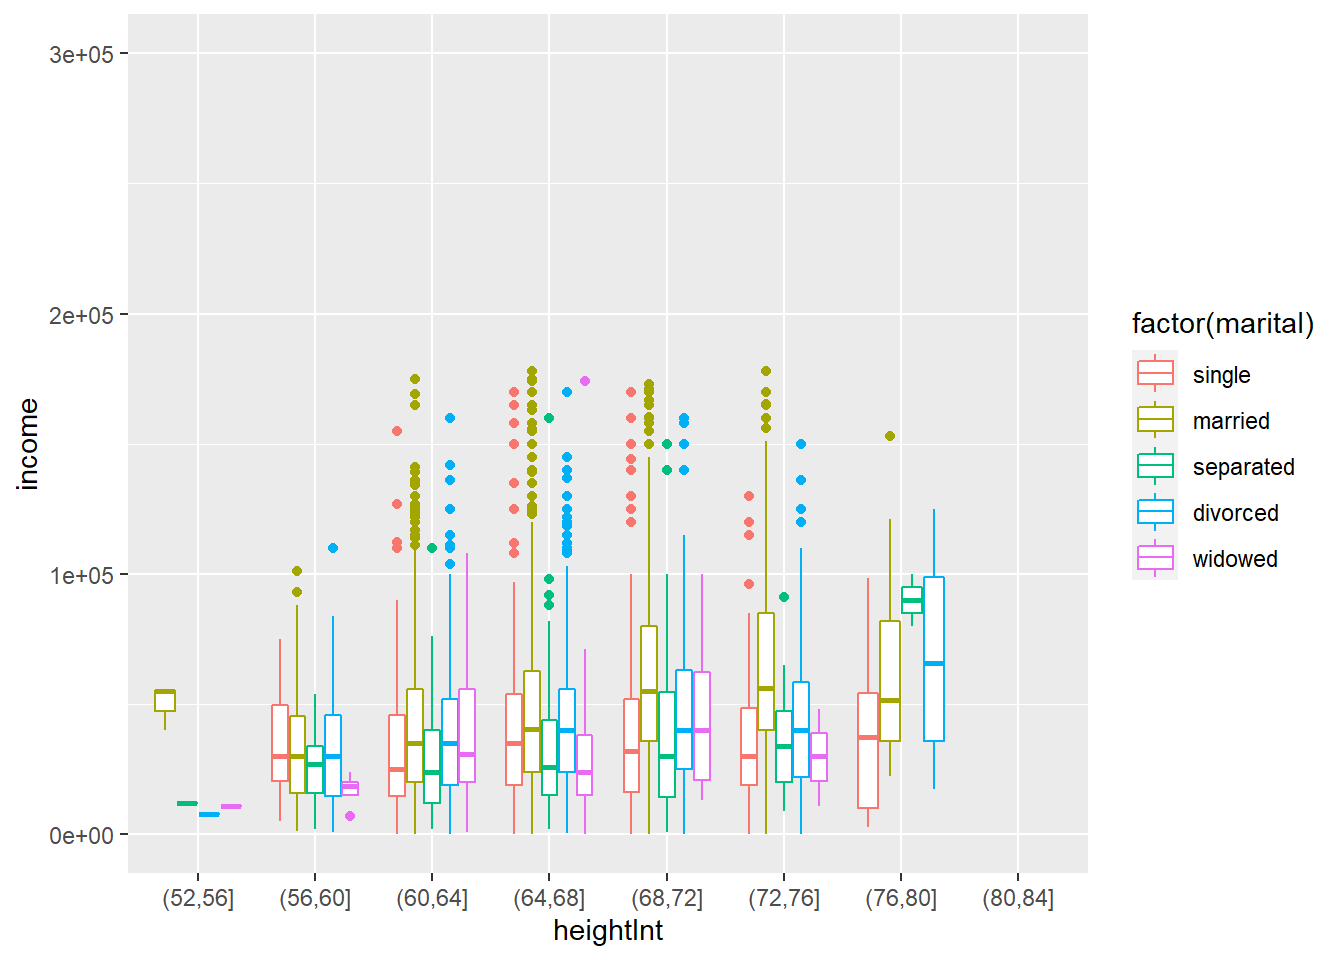 income
3e+05
2e+05
1e+05
0e+00
(52,56] (56,60] (60,64] (64,68] (68,72] (72,76] (76,80] (80,84]
heightInt
factor(marital)
single
married
separated
divorced
widowed